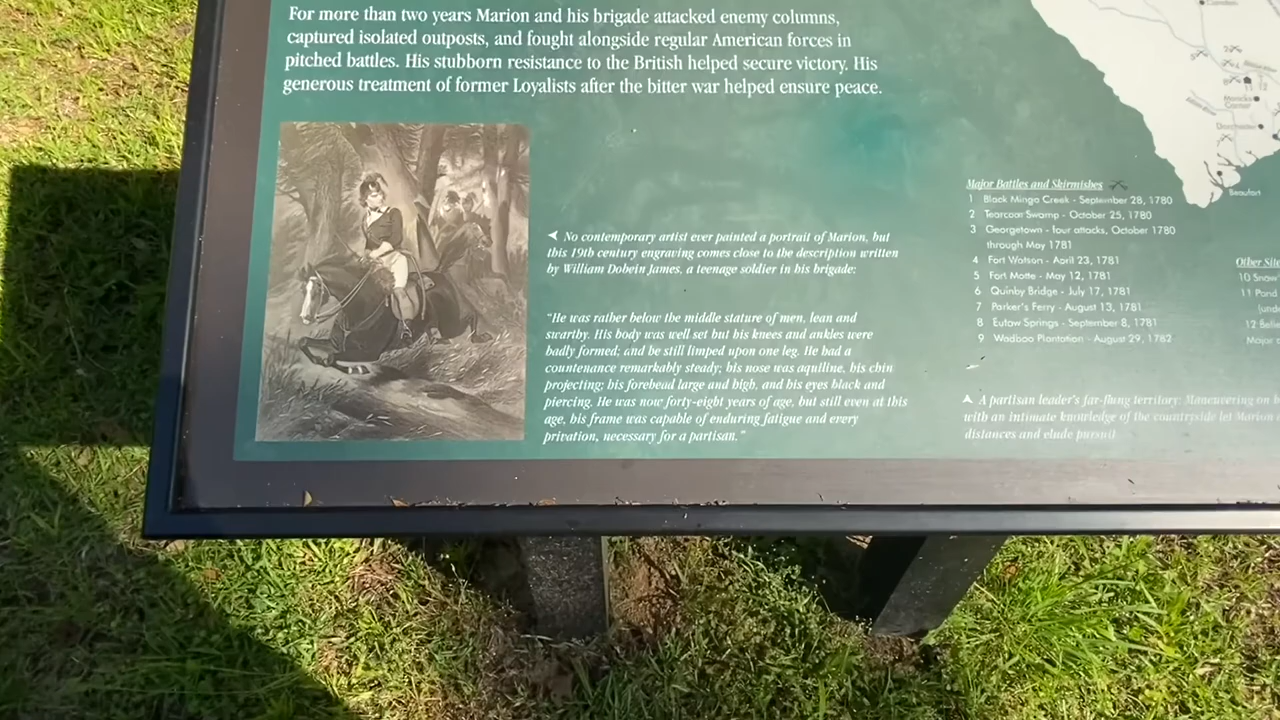 For more than two years Marion and his brigade attacked enemy columns,
captured isolated outposts, and fought alongside regular American forces in
pitched battles. His stubborn resistance to the British helped secure victory. His
generous treatment of former Loyalists after the bitter war helped ensure peace.
No contemporary artist ever painted a portrait of Marion, but
this 19th century engraving comes close to the description written
by William Dobein James, a teenage soldier in his brigade:
"He was rather below the middle stature of men, lean and
swarthy. His body was well set but his knees and ankles were
badly formed; and he still limped upon one leg. He had a
countenance remarkably steady; his nose was aquiline, his chin
projecting; his forehead large and high, and his eyes black and
piercing. He was now forty-eight years of age, but still even at this
age, his frame was capable of enduring fatigue and every
privation, necessary for a partisan."
Major Battles and Skirmishes
1 Black Mingo Creek - September 28, 1780
2 Tearcoat Swamp - October 25, 1780
3 Georgetown - four attacks, October 1780
through May 1781
4 Fort Watson - April 23, 1781
5 Fort Motte - May 12, 1781
6 Quinby Bridge - July 17, 1781
7 Parker's Ferry - August 13, 1781
8 Eutaw Springs - September 8, 1781
9 Wadboo Plantation - August 29, 1782
A partisan leader's far-flung territory: Maneuvering on
with an intimate knowledge of the countryside let Marion
distances and elude pursuit
Camden
Moncks
Corner
Dorchester
Beaufort
Other
10 Snow
11 Pond
12
Major